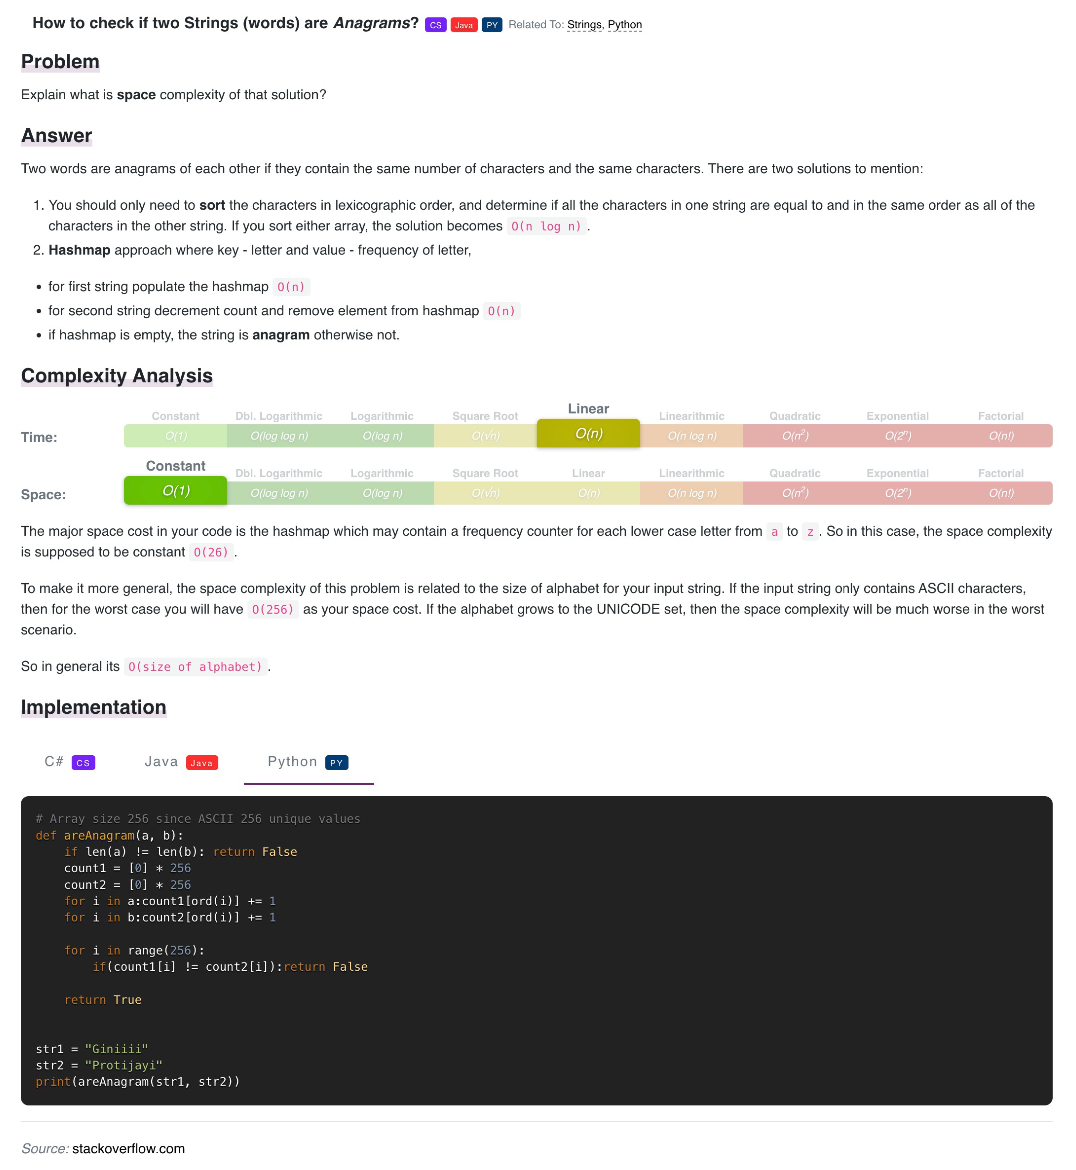 How to check if two Strings (words) are Anagrams? CS Java PY Related To: Strings, Python
Problem
Explain what is space complexity of that solution?
Answer
Two words are anagrams of each other if they contain the same number of characters and the same characters. There are two solutions to mention:
1. You should only need to sort the characters in lexicographic order, and determine if all the characters in one string are equal to and in the same order as all of the
characters in the other string. If you sort either array, the solution becomes O(n log n) .
2. Hashmap approach where key - letter and value - frequency of letter,
• for first string populate the hashmap O(n)
• for second string decrement count and remove element from hashmap O(n)
• if hashmap is empty, the string is anagram otherwise not.
Complexity Analysis
Constant Dbl. Logarithmic Logarithmic Square Root Linear Linearithmic Quadratic Exponential Factorial
Time: O(1) O(log log n) O(log n) O(√n) O(n) O(n log n) O(n²) O(2ⁿ) O(n!)
Constant Dbl. Logarithmic Logarithmic Square Root Linear Linearithmic Quadratic Exponential Factorial
Space: O(1) O(log log n) O(log n) O(√n) O(n) O(n log n) O(n²) O(2ⁿ) O(n!)
The major space cost in your code is the hashmap which may contain a frequency counter for each lower case letter from a to z . So in this case, the space complexity
is supposed to be constant O(26) .
To make it more general, the space complexity of this problem is related to the size of alphabet for your input string. If the input string only contains ASCII characters,
then for the worst case you will have O(256) as your space cost. If the alphabet grows to the UNICODE set, then the space complexity will be much worse in the worst
scenario.
So in general its O(size of alphabet) .
Implementation
C# CS Java Java Python PY
# Array size 256 since ASCII 256 unique values
def areAnagram(a, b):
    if len(a) != len(b): return False
    count1 = [0] * 256
    count2 = [0] * 256
    for i in a:count1[ord(i)] += 1
    for i in b:count2[ord(i)] += 1
    for i in range(256):
        if(count1[i] != count2[i]):return False
    return True
str1 = "Giniiii"
str2 = "Protijayi"
print(areAnagram(str1, str2))
Source: stackoverflow.com